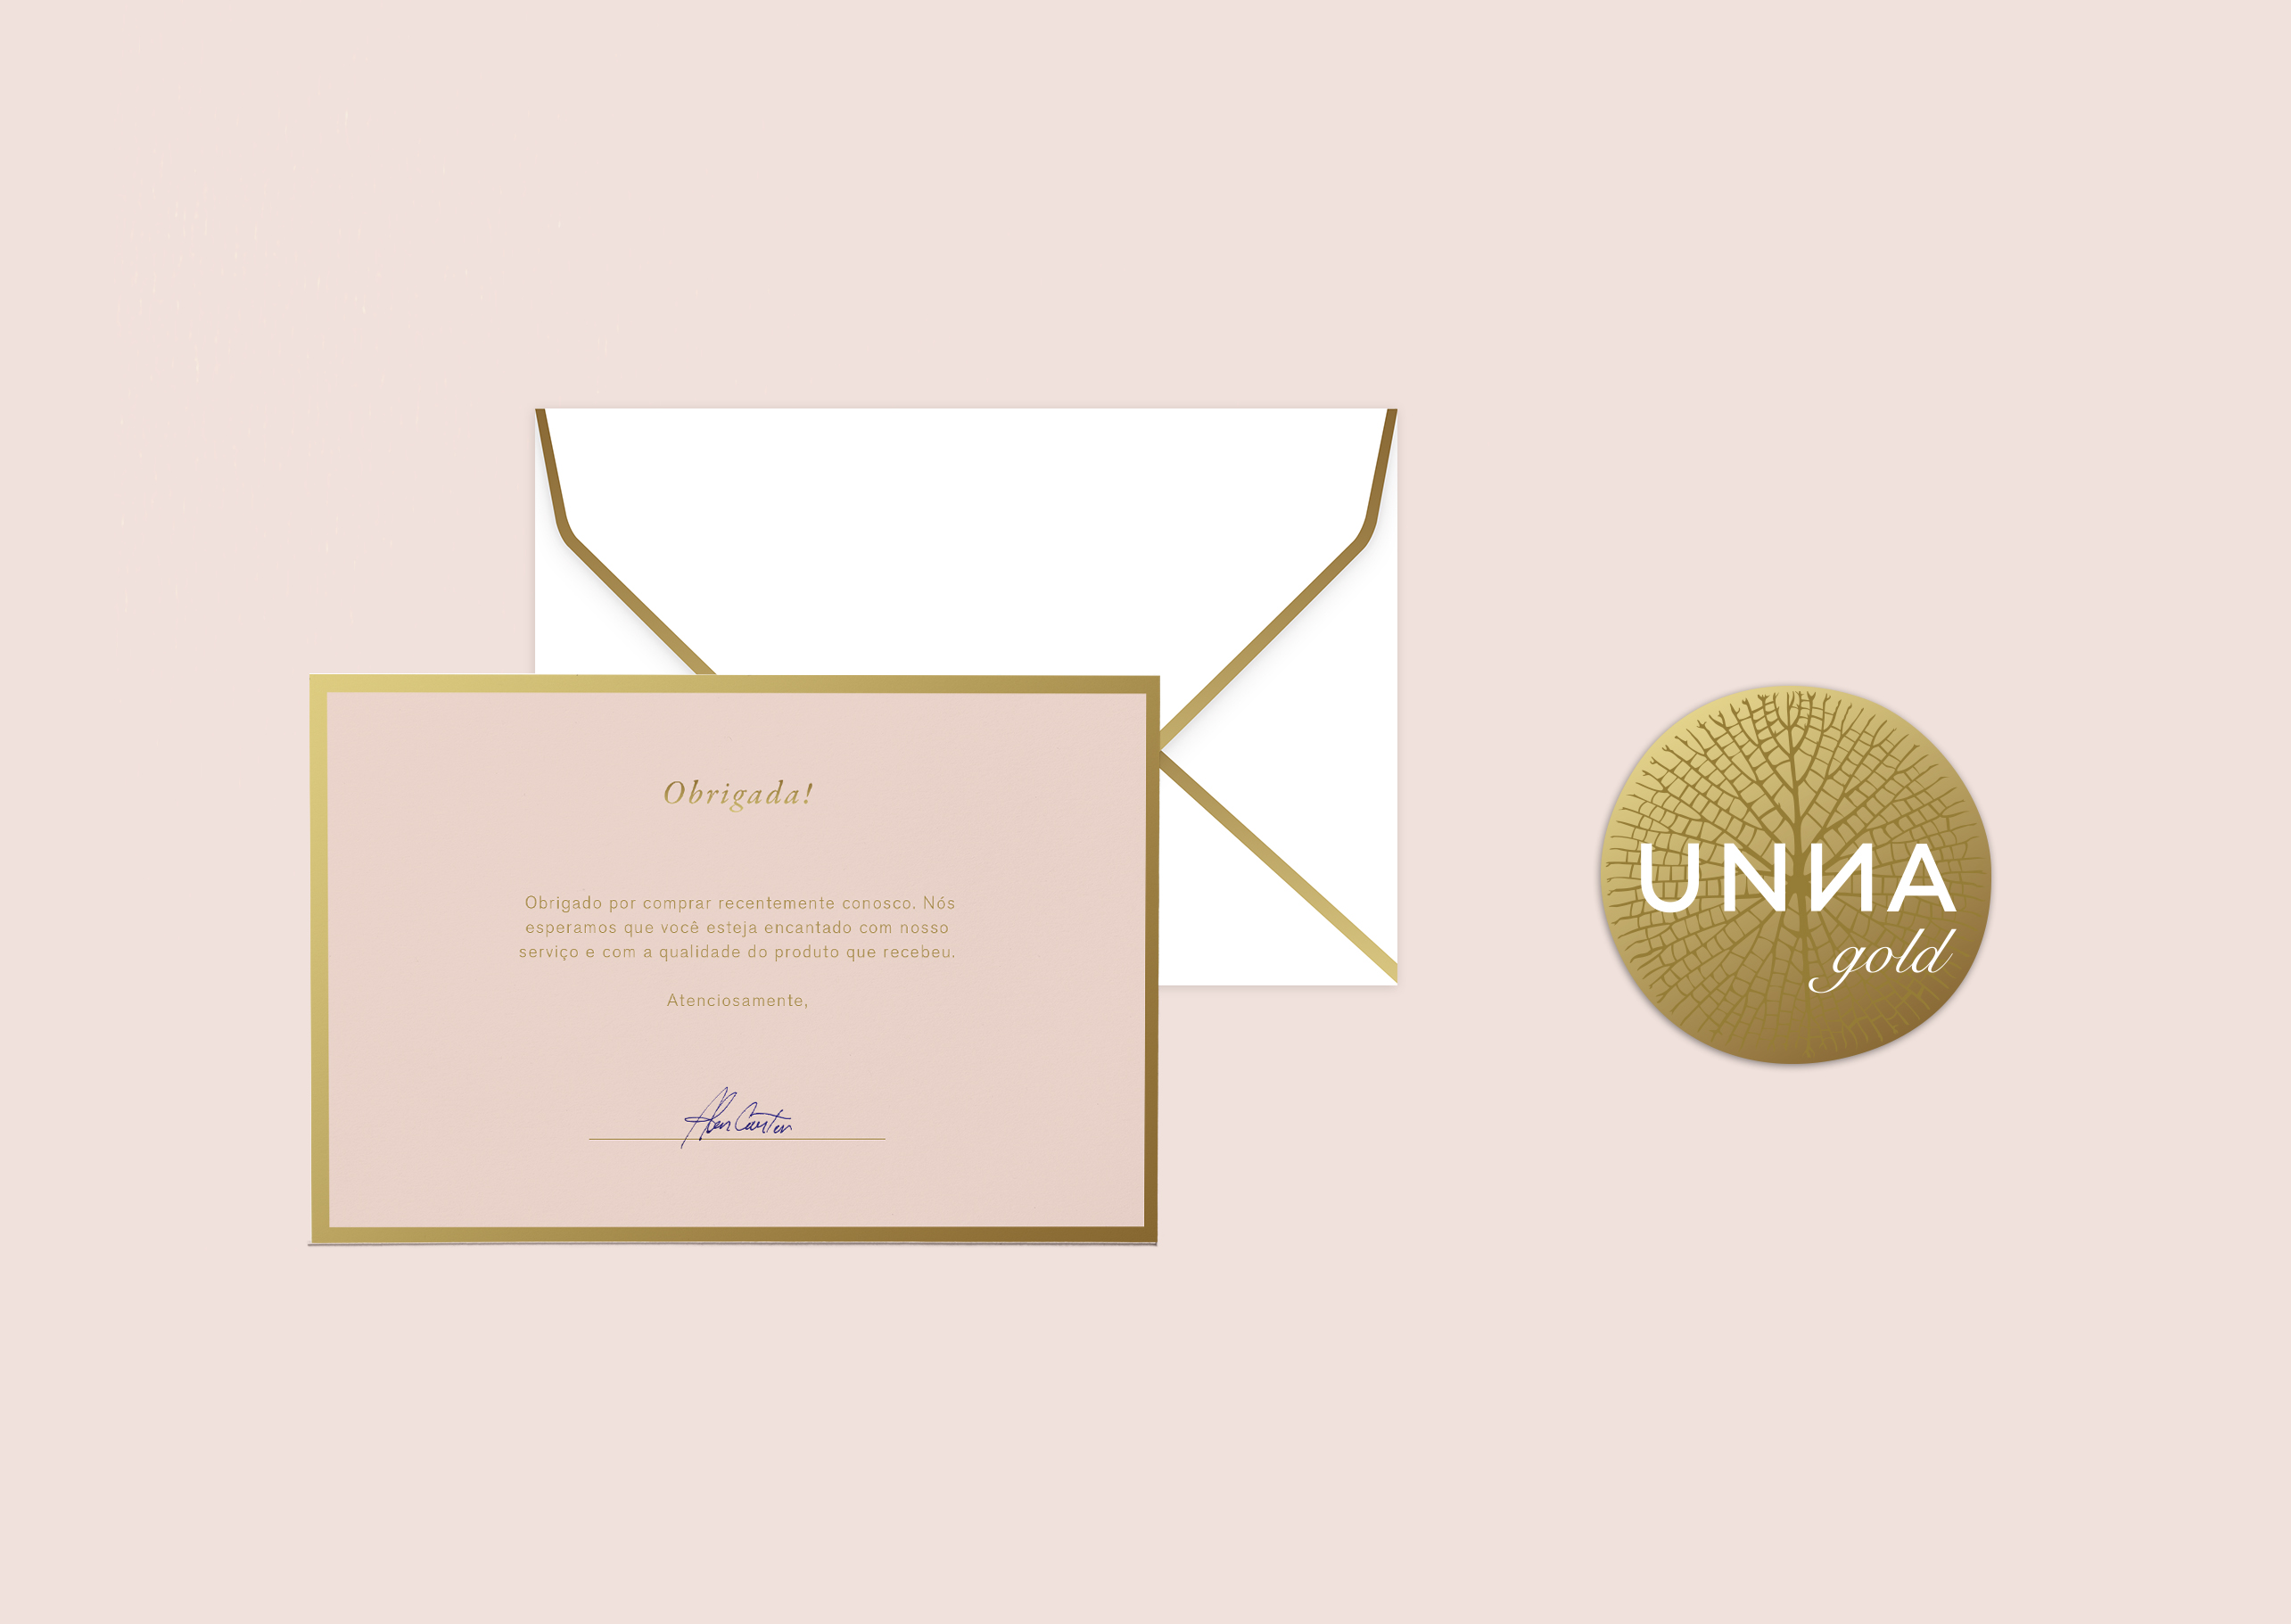 Obrigada!
Obrigado por comprar recentemente conosco. Nós
esperamos que você esteja encantado com nosso
serviço e com a qualidade do produto que recebeu.
Atenciosamente,
UNNA
gold